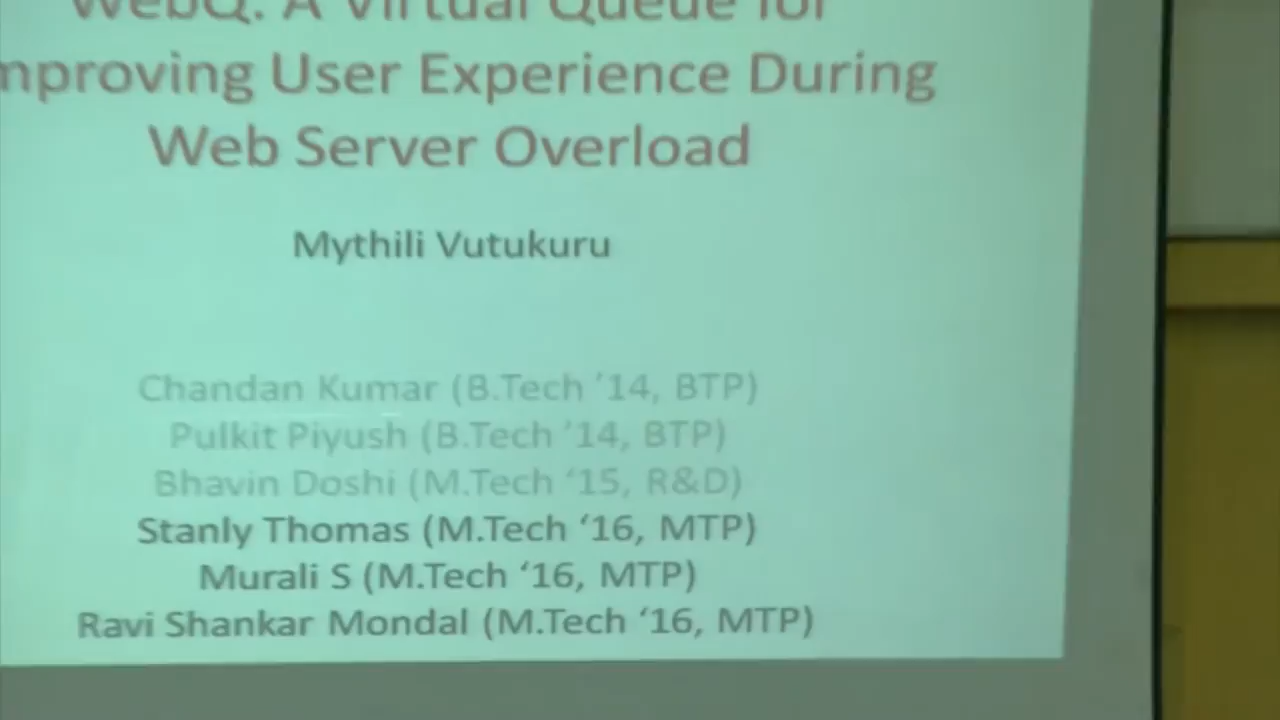 WebQ: A Virtual Queue for
mproving User Experience During
Web Server Overload
Mythili Vutukuru
Chandan Kumar (B.Tech ’14, BTP)
Pulkit Piyush (B.Tech ‘14, BTP)
Bhavin Doshi (M.Tech ‘15, R&D)
Stanly Thomas (M.Tech ‘16, MTP)
Murali S (M.Tech ‘16, MTP)
Ravi Shankar Mondal (M.Tech ‘16, MTP)